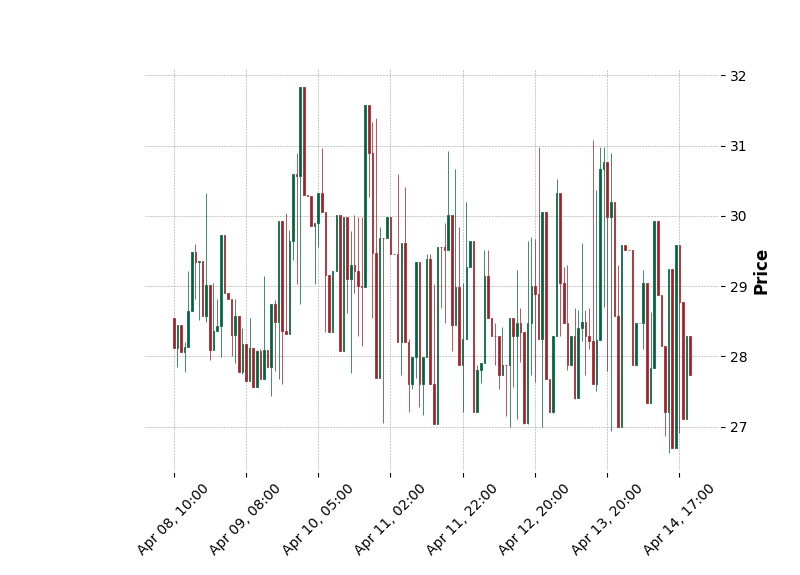 32
31
30
29
28
27
Price
Apr 08, 10:00
Apr 09, 08:00
Apr 10, 05:00
Apr 11, 02:00
Apr 11, 22:00
Apr 12, 20:00
Apr 13, 20:00
Apr 14, 17:00